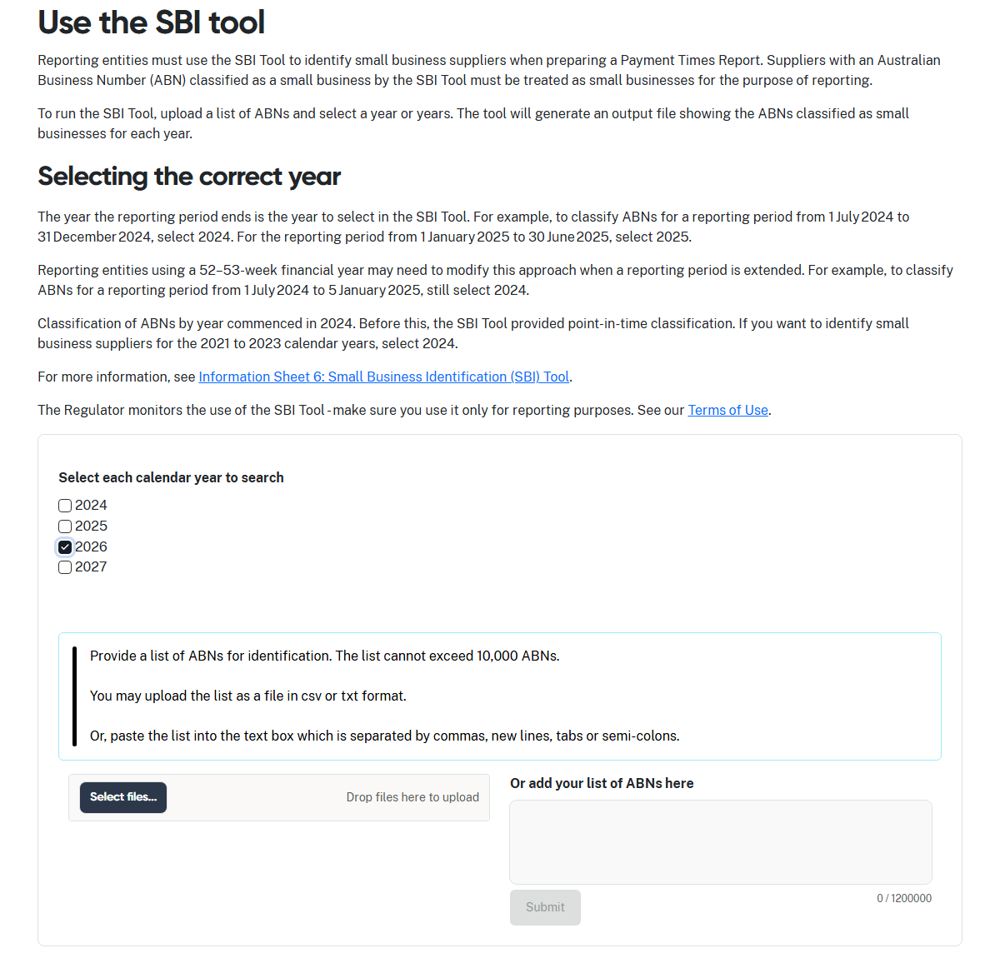 Use the SBI tool
Reporting entities must use the SBI Tool to identify small business suppliers when preparing a Payment Times Report. Suppliers with an Australian
Business Number (ABN) classified as a small business by the SBI Tool must be treated as small businesses for the purpose of reporting.
To run the SBI Tool, upload a list of ABNs and select a year or years. The tool will generate an output file showing the ABNs classified as small
businesses for each year.
Selecting the correct year
The year the reporting period ends is the year to select in the SBI Tool. For example, to classify ABNs for a reporting period from 1 July 2024 to
31 December 2024, select 2024. For the reporting period from 1 January 2025 to 30 June 2025, select 2025.
Reporting entities using a 52–53-week financial year may need to modify this approach when a reporting period is extended. For example, to classify
ABNs for a reporting period from 1 July 2024 to 5 January 2025, still select 2024.
Classification of ABNs by year commenced in 2024. Before this, the SBI Tool provided point-in-time classification. If you want to identify small
business suppliers for the 2021 to 2023 calendar years, select 2024.
For more information, see Information Sheet 6: Small Business Identification (SBI) Tool.
The Regulator monitors the use of the SBI Tool - make sure you use it only for reporting purposes. See our Terms of Use.
Select each calendar year to search
2024
2025
2026
2027
Provide a list of ABNs for identification. The list cannot exceed 10,000 ABNs.
You may upload the list as a file in csv or txt format.
Or, paste the list into the text box which is separated by commas, new lines, tabs or semi-colons.
Select files...
Drop files here to upload
Or add your list of ABNs here
0 / 1200000
Submit